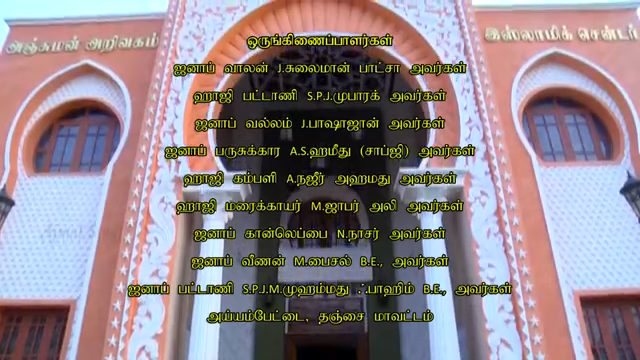 அஞ்சுமன் அறிவகம்
இஸ்லாமிக் சென்டர்
ஒருங்கிணைப்பாளர்கள்
ஜனாப் வாலன் J.சுலைமான் பாட்சா அவர்கள்
ஹாஜி பட்டாணி S.P.J.முபாரக் அவர்கள்
ஜனாப் வல்லம் J.பாஷாஜான் அவர்கள்
ஜனாப் பருசுக்கார A.S.ஹமீது (சாப்ஜி) அவர்கள்
ஹாஜி கம்பளி A.நஜீர் அஹமது அவர்கள்
ஹாஜி மரைக்காயர் M.ஜாபர் அலி அவர்கள்
ஜனாப் கான்லெப்பை N.நாசர் அவர்கள்
ஜனாப் வீணன் M.பைசல் B.E., அவர்கள்
ஜனாப் பட்டாணி S.P.J.M.முஹம்மது ஃபாஹிம் B.E., அவர்கள்
அய்யம்பேட்டை, தஞ்சை மாவட்டம்